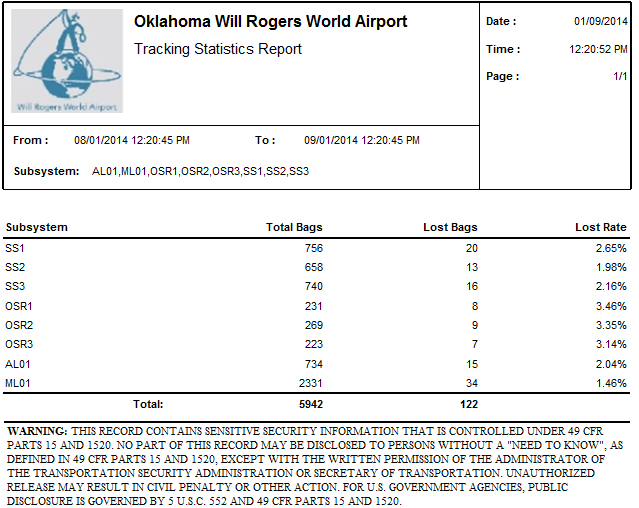 Oklahoma Will Rogers World Airport
Tracking Statistics Report
Will Rogers World Airport
Date : 01/09/2014
Time : 12:20:52 PM
Page : 1/1
From : 08/01/2014 12:20:45 PM To : 09/01/2014 12:20:45 PM
Subsystem: AL01,ML01,OSR1,OSR2,OSR3,SS1,SS2,SS3
Subsystem Total Bags Lost Bags Lost Rate
SS1 756 20 2.65%
SS2 658 13 1.98%
SS3 740 16 2.16%
OSR1 231 8 3.46%
OSR2 269 9 3.35%
OSR3 223 7 3.14%
AL01 734 15 2.04%
ML01 2331 34 1.46%
Total: 5942 122
WARNING: THIS RECORD CONTAINS SENSITIVE SECURITY INFORMATION THAT IS CONTROLLED UNDER 49 CFR
PARTS 15 AND 1520. NO PART OF THIS RECORD MAY BE DISCLOSED TO PERSONS WITHOUT A "NEED TO KNOW", AS
DEFINED IN 49 CFR PARTS 15 AND 1520, EXCEPT WITH THE WRITTEN PERMISSION OF THE ADMINISTRATOR OF
THE TRANSPORTATION SECURITY ADMINISTRATION OR SECRETARY OF TRANSPORTATION. UNAUTHORIZED
RELEASE MAY RESULT IN CIVIL PENALTY OR OTHER ACTION. FOR U.S. GOVERNMENT AGENCIES, PUBLIC
DISCLOSURE IS GOVERNED BY 5 U.S.C. 552 AND 49 CFR PARTS 15 AND 1520.